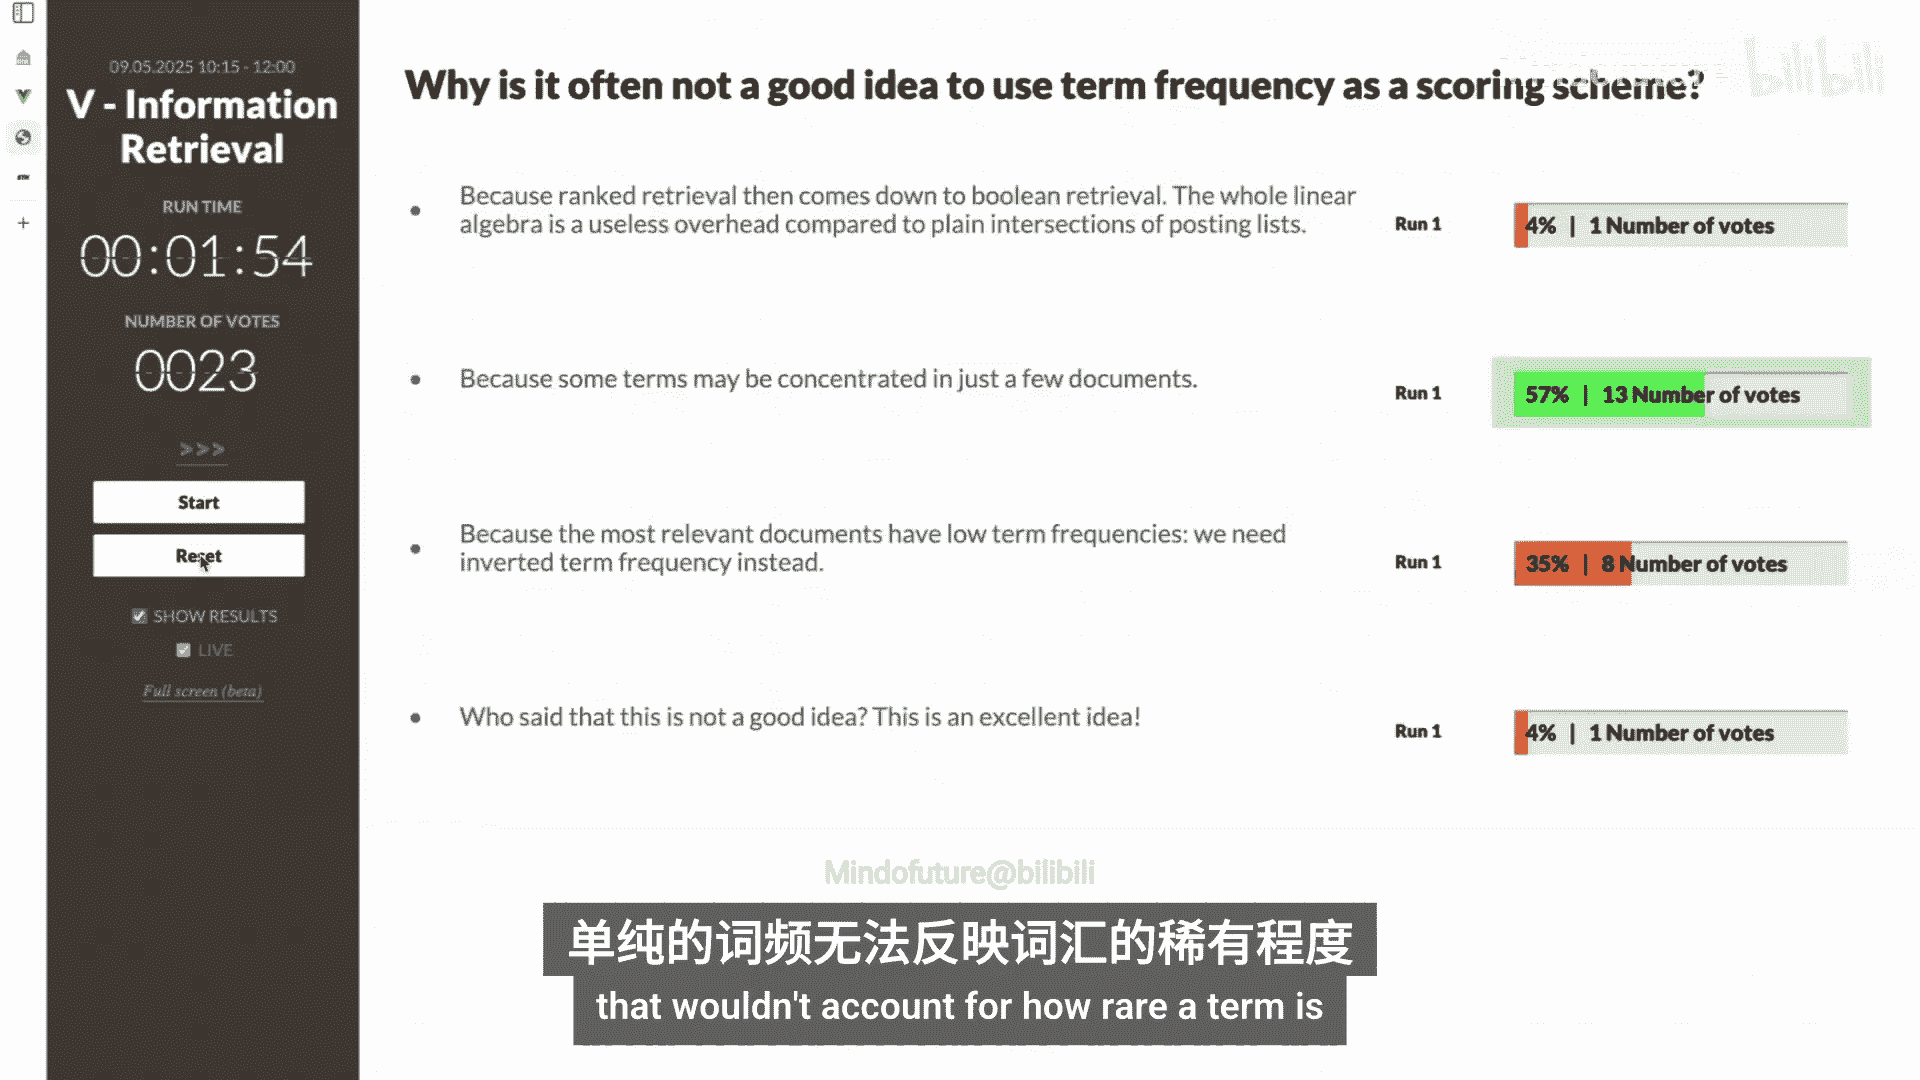 09.05.2025 10:15 - 12:00
V - Information
Retrieval
RUN TIME
00:01:54
NUMBER OF VOTES
0023
>>>
Start
Reset
SHOW RESULTS
LIVE
Full screen (beta)
Why is it often not a good idea to use term frequency as a scoring scheme?
bilibili
Because ranked retrieval then comes down to boolean retrieval. The whole linear
algebra is a useless overhead compared to plain intersections of posting lists.
Run 1
4% | 1 Number of votes
Because some terms may be concentrated in just a few documents.
Run 1
57% | 13 Number of votes
Because the most relevant documents have low term frequencies: we need
inverted term frequency instead.
Run 1
35% | 8 Number of votes
Who said that this is not a good idea? This is an excellent idea!
Run 1
4% | 1 Number of votes
Mindofuture@bilibili
单纯的词频无法反映词汇的稀有程度
that wouldn't account for how rare a term is